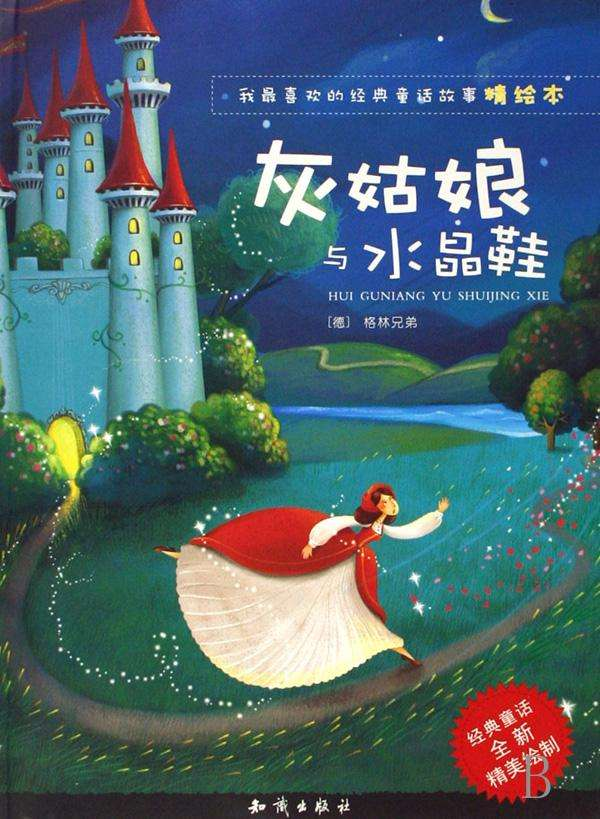 我最喜欢的经典童话故事精绘本
灰姑娘
与水晶鞋
HUI GUNIANG YU SHUIJING XIE
[德] 格林兄弟
经典童话
全新
精美绘制
B
知识出版社